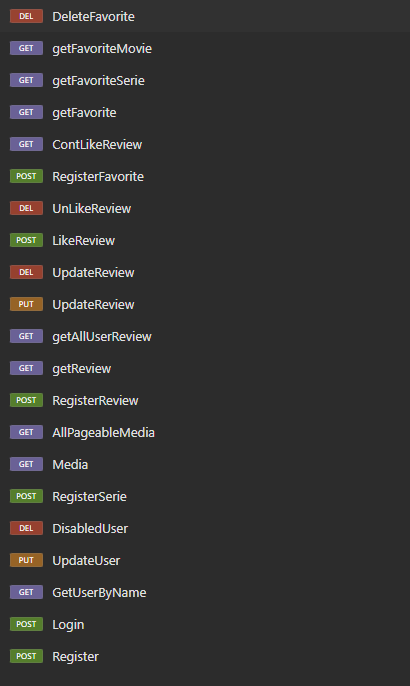 DEL DeleteFavorite
GET getFavoriteMovie
GET getFavoriteSerie
GET getFavorite
GET ContLikeReview
POST RegisterFavorite
DEL UnLikeReview
POST LikeReview
DEL UpdateReview
PUT UpdateReview
GET getAllUserReview
GET getReview
POST RegisterReview
GET AllPageableMedia
GET Media
POST RegisterSerie
DEL DisabledUser
PUT UpdateUser
GET GetUserByName
POST Login
POST Register